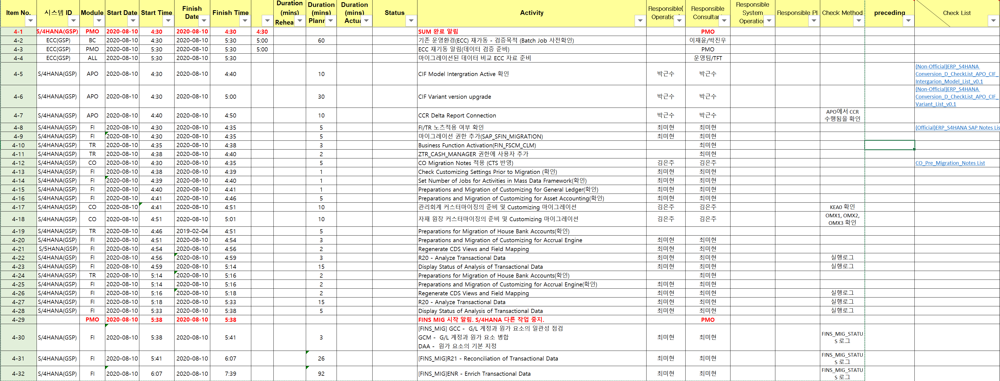 Item No. 시스템 ID Module Start Date Start Time Finish Date Finish Time Duration (mins) Rehea Duration (mins) Plann Duration (mins) Actua Status Activity Responsible( Operatio Responsible Consultan Responsible System Operatio Responsible PI Check Method preceding Check List
4-1 S/4HANA(GSP) PMO 2020-08-10 4:30 2020-08-10 4:30 4:30 SUM 완료 알림 PMO
4-2 ECC(GSP) BC 2020-08-10 4:30 2020-08-10 5:30 5:00 60 기존 운영환경(ECC) 재가동 - 검증목적 (Batch Job 사전확인) 이재윤/박진우
4-3 ECC(GSP) PMO 2020-08-10 5:30 2020-08-10 5:30 5:00 ECC 재기동 알림(데이터 검증 준비) PMO
4-4 ECC(GSP) ALL 2020-08-10 5:30 2020-08-10 5:30 마이그레이션된 데이터 비교 ECC 자료 준비 운영팀/TFT
4-5 S/4HANA(GSP) APO 2020-08-10 4:30 2020-08-10 4:40 10 CIF Model Intergration Active 확인 박근수 박근수 (Non-Official)ERP_S4HANA
Conversion_D_CheckList_APO_CIF_
Intergarion_Model_List_v0.1
4-6 S/4HANA(GSP) APO 2020-08-10 4:30 2020-08-10 5:00 30 CIF Variant version upgrade 박근수 박근수 (Non-Official)ERP_S4HANA
Conversion_D_CheckList_APO_CIF_
Variant_List_v0.1
4-7 S/4HANA(GSP) APO 2020-08-10 4:40 2020-08-10 4:50 10 CCR Delta Report Connection 박근수 박근수 APO에서 CCR
수행됨을 확인
4-8 S/4HANA(GSP) FI 2020-08-10 4:30 2020-08-10 4:35 5 FI/TR 노츠적용 여부 확인 최미현 최미현 (Official)ERP_S4HANA SAP Notes Lis
4-9 S/4HANA(GSP) FI 2020-08-10 4:30 2020-08-10 4:35 5 마이그레이션 권한 추가(SAP_SFIN_MIGRATION) 최미현 최미현
4-10 S/4HANA(GSP) TR 2020-08-10 4:35 2020-08-10 4:38 3 Business Function Activation(FIN_FSCM_CLM) 최미현
4-11 S/4HANA(GSP) TR 2020-08-10 4:38 2020-08-10 4:40 2 ZTR_CASH_MANAGER 권한에 사용자 추가 최미현
4-12 S/4HANA(GSP) CO 2020-08-10 4:30 2020-08-10 4:35 5 CO Migration Notes 적용 (CTS 반영) 김은주 김은주 CO_Pre_Migration_Notes List
4-13 S/4HANA(GSP) FI 2020-08-10 4:38 2020-08-10 4:39 1 Check Customizing Settings Prior to Migration (확인) 최미현 최미현
4-14 S/4HANA(GSP) FI 2020-08-10 4:39 2020-08-10 4:40 1 Set Number of Jobs for Activities in Mass Data Framework(확인) 최미현 최미현
4-15 S/4HANA(GSP) FI 2020-08-10 4:40 2020-08-10 4:41 1 Preparations and Migration of Customizing for General Ledger(확인) 최미현 최미현
4-16 S/4HANA(GSP) FI 2020-08-10 4:41 2020-08-10 4:46 5 Preparations and Migration of Customizing for Asset Accounting(확인) 최미현 최미현
4-17 S/4HANA(GSP) CO 2020-08-10 4:41 2020-08-10 4:51 10 관리회계 커스터마이징의 준비 및 Customizing 마이그레이션 김은주 김은주 KEA0 확인
4-18 S/4HANA(GSP) CO 2020-08-10 4:51 2020-08-10 5:01 10 자재 원장 커스터마이징의 준비 및 Customizing 마이그레이션 김은주 김은주 OMX1, OMX2,
OMX3 확인
4-19 S/4HANA(GSP) TR 2020-08-10 4:46 2019-02-04 4:51 5 Preparations for Migration of House Bank Accounts(확인)
4-20 S/4HANA(GSP) FI 2020-08-10 4:51 2020-08-10 4:54 3 Preparations and Migration of Customizing for Accrual Engine 최미현 최미현
4-21 S/5HANA(GSP) FI 2020-08-10 4:54 2020-08-10 4:56 2 Regenerate CDS Views and Field Mapping 최미현 최미현
4-22 S/4HANA(GSP) FI 2020-08-10 4:56 2020-08-10 4:59 3 R20 - Analyze Transactional Data 최미현 최미현 실행로그
4-23 S/4HANA(GSP) FI 2020-08-10 4:59 2020-08-10 5:14 15 Display Status of Analysis of Transactional Data 최미현 최미현 실행로그
4-24 S/4HANA(GSP) TR 2020-08-10 5:14 2020-08-10 5:16 2 Preparations for Migration of House Bank Accounts(확인) 최미현
4-25 S/4HANA(GSP) FI 2020-08-10 5:14 2020-08-10 5:16 2 Preparations and Migration of Customizing for Accrual Engine(확인) 최미현 최미현
4-26 S/4HANA(GSP) FI 2020-08-10 5:16 2020-08-10 5:18 2 Regenerate CDS Views and Field Mapping 최미현 최미현 실행로그
4-27 S/4HANA(GSP) FI 2020-08-10 5:18 2020-08-10 5:33 15 R20 - Analyze Transactional Data 최미현 최미현 실행로그
4-28 S/4HANA(GSP) FI 2020-08-10 5:33 2020-08-10 5:38 5 Display Status of Analysis of Transactional Data 최미현 최미현 실행로그
4-29 PMO 2020-08-10 5:38 2020-08-10 5:38 FINS MIG 시작 알림. S/4HANA 다른 작업 중지. PMO
4-30 S/4HANA(GSP) FI 2020-08-10 5:38 2020-08-10 5:41 3 [FINS_MIG] GCC - G/L 계정과 원가 요소의 일관성 점검
GCM - G/L 계정과 원가 요소 병합
DAA - 원가 요소의 기본 지정 최미현 최미현 FINS_MIG_STATU
S 로그
4-31 S/4HANA(GSP) FI 2020-08-10 5:41 2020-08-10 6:07 26 [FINS_MIG]R21 - Reconciliation of Transactional Data 최미현 최미현 FINS_MIG_STATU
S 로그
4-32 S/4HANA(GSP) FI 2020-08-10 6:07 2020-08-10 7:39 92 [FINS_MIG]ENR - Enrich Transactional Data 최미현 최미현 FINS_MIG_STATU
S 로그